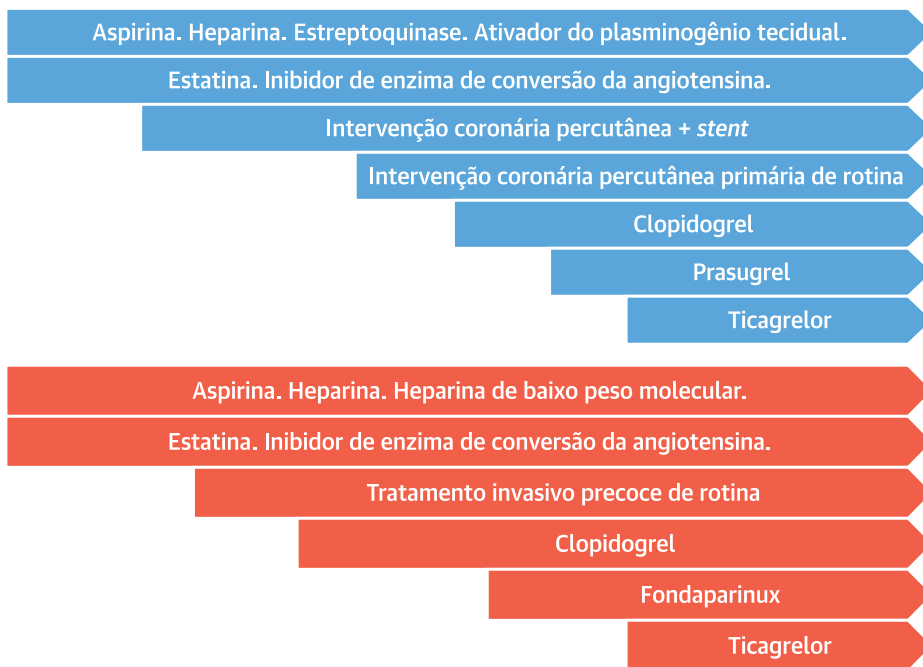 Aspirina. Heparina. Estreptoquinase. Ativador do plasminogênio tecidual.
Estatina. Inibidor de enzima de conversão da angiotensina.
Intervenção coronária percutânea + stent
Intervenção coronária percutânea primária de rotina
Clopidogrel
Prasugrel
Ticagrelor
Aspirina. Heparina. Heparina de baixo peso molecular.
Estatina. Inibidor de enzima de conversão da angiotensina.
Tratamento invasivo precoce de rotina
Clopidogrel
Fondaparinux
Ticagrelor